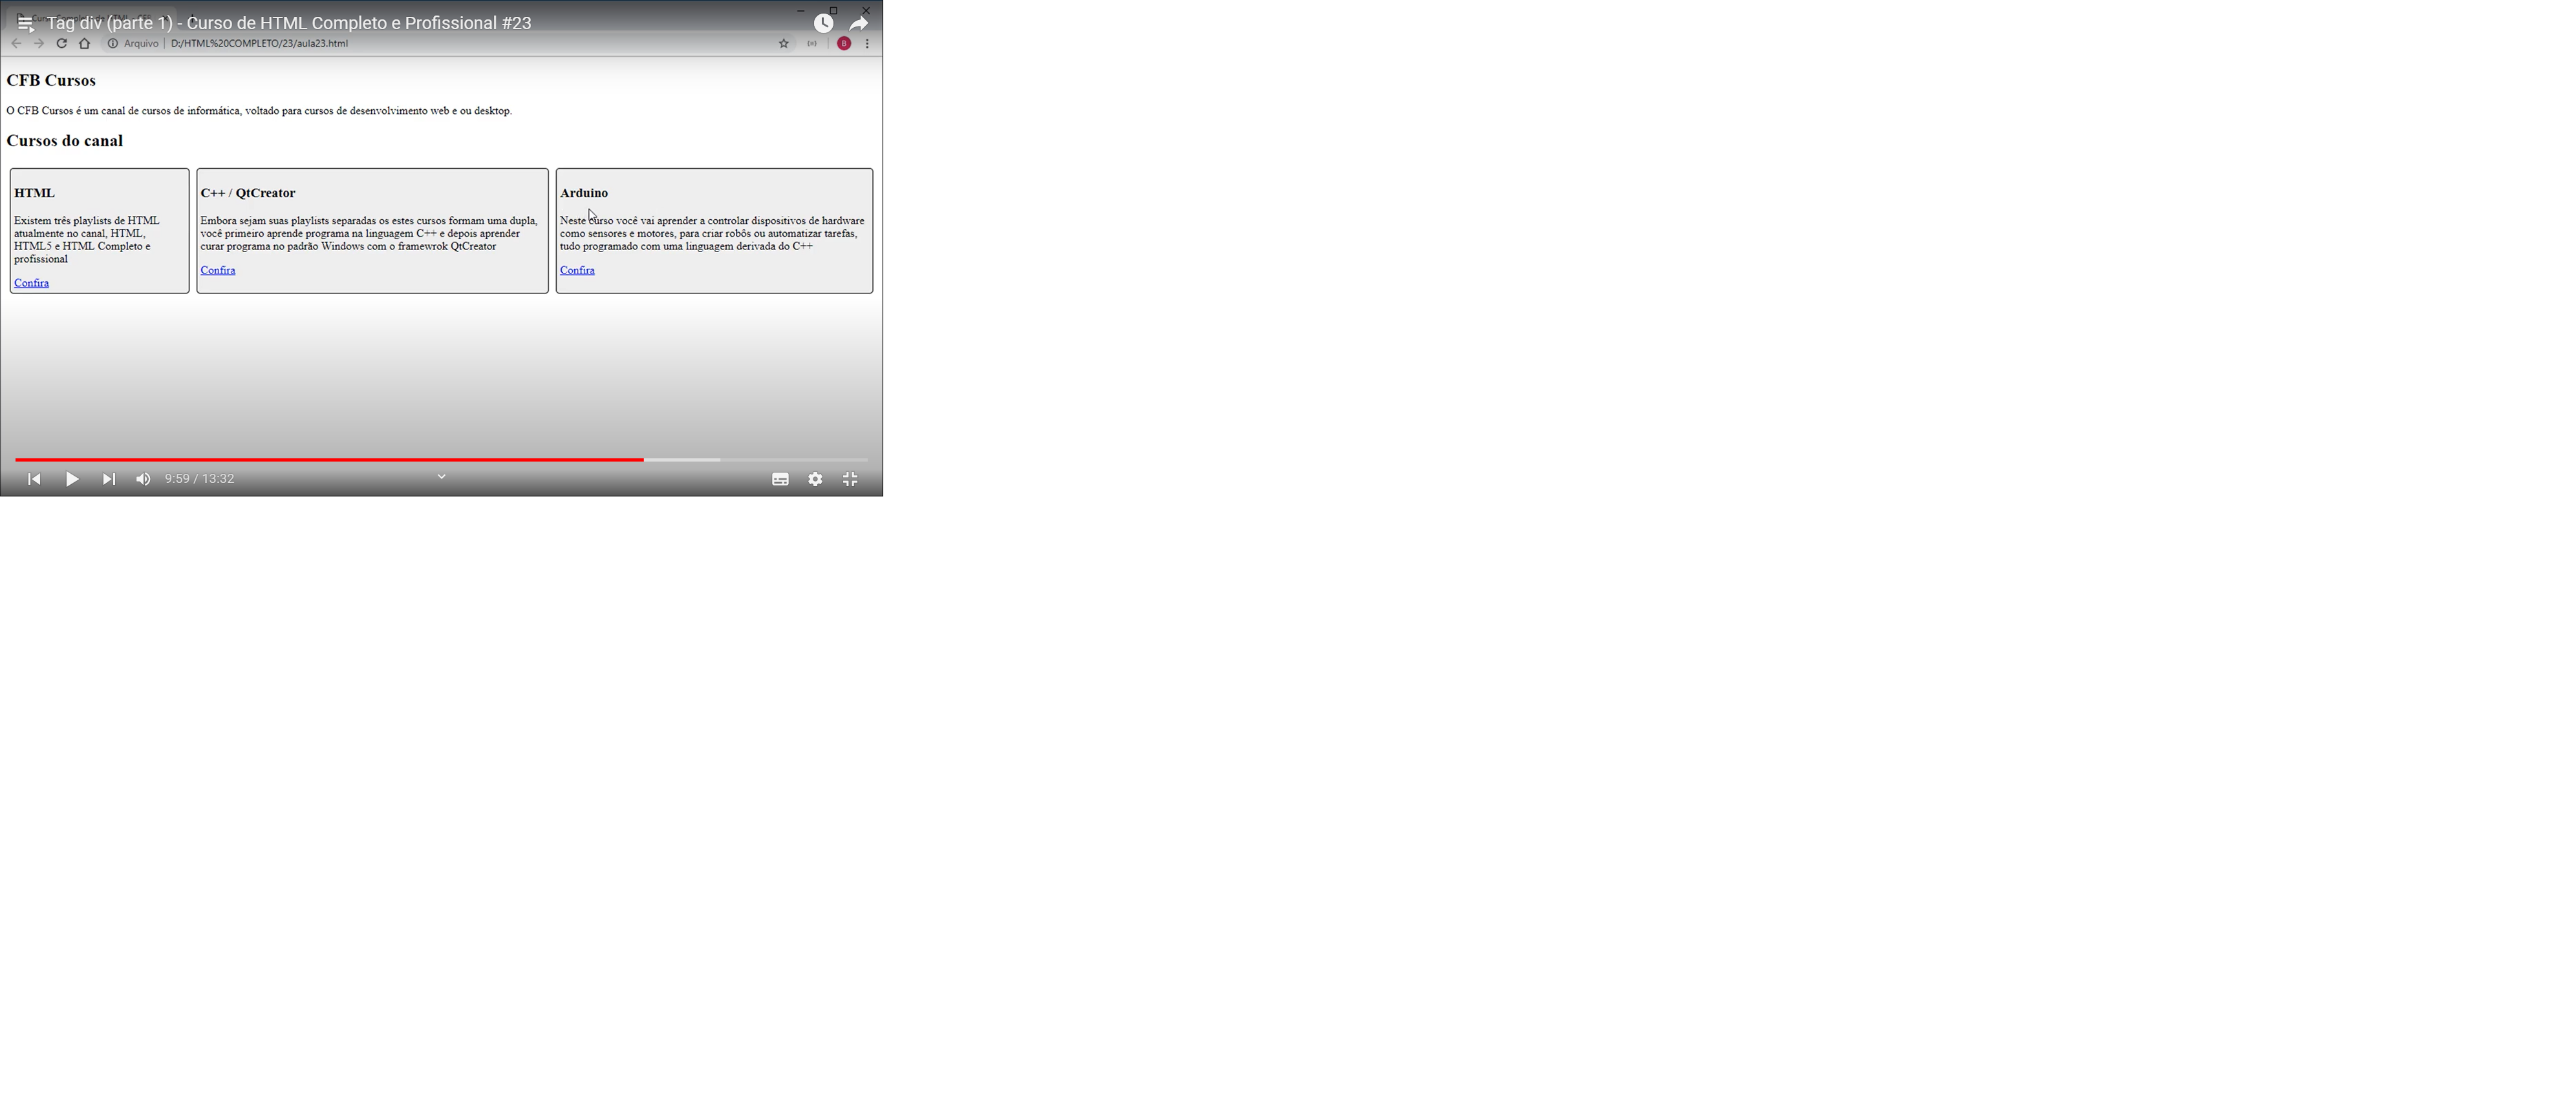 Tag div (parte 1) - Curso de HTML Completo e Profissional #23
Arquivo | D:/HTML%20COMPLETO/23/aula23.html
B
CFB Cursos
O CFB Cursos é um canal de cursos de informática, voltado para cursos de desenvolvimento web e ou desktop.
Cursos do canal
HTML
Existem três playlists de HTML
atualmente no canal, HTML,
HTML5 e HTML Completo e
profissional
Confira
C++ / QtCreator
Embora sejam suas playlists separadas os estes cursos formam uma dupla,
você primeiro aprende programa na linguagem C++ e depois aprender
curar programa no padrão Windows com o framewrok QtCreator
Confira
Arduino
Neste curso você vai aprender a controlar dispositivos de hardware
como sensores e motores, para criar robôs ou automatizar tarefas,
tudo programado com uma linguagem derivada do C++
Confira
9:59 / 13:32